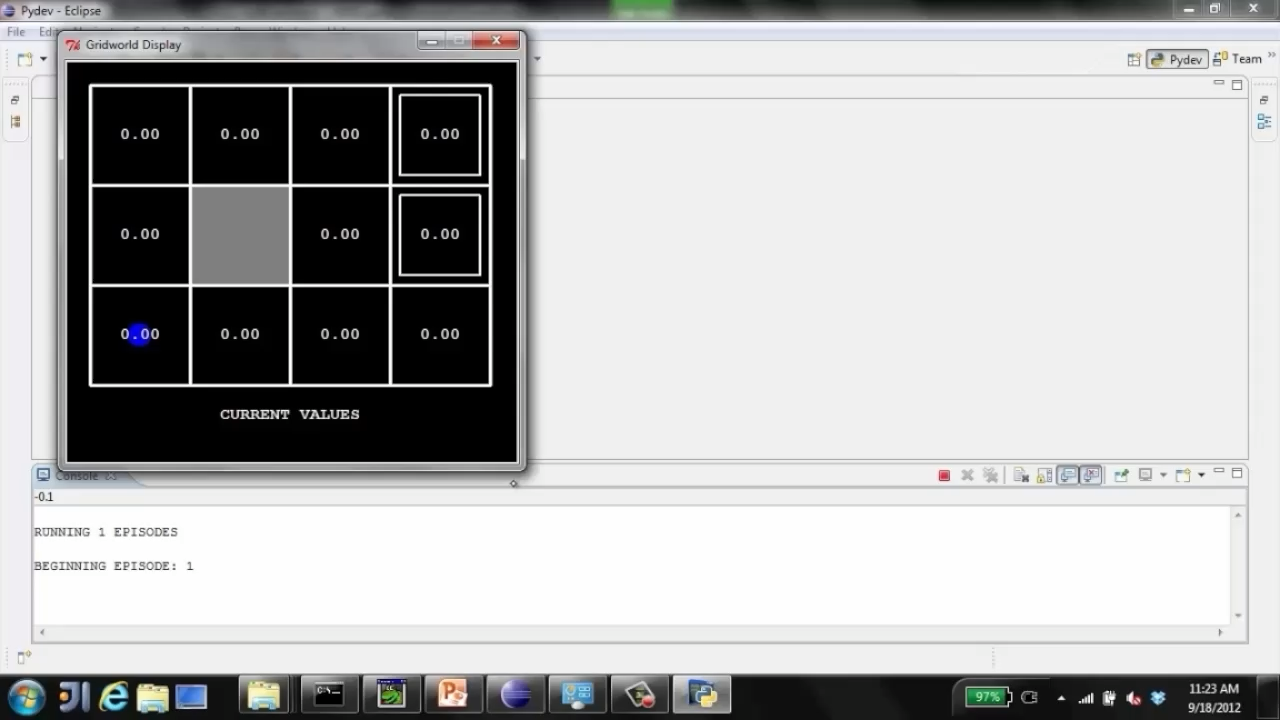 Pydev - Eclipse
File
Gridworld Display
Pydev
Team
0.00 0.00 0.00 0.00
0.00 0.00 0.00
0.00 0.00 0.00 0.00
CURRENT VALUES
Console
-0.1
RUNNING 1 EPISODES
BEGINNING EPISODE: 1
97%
11:23 AM
9/18/2012